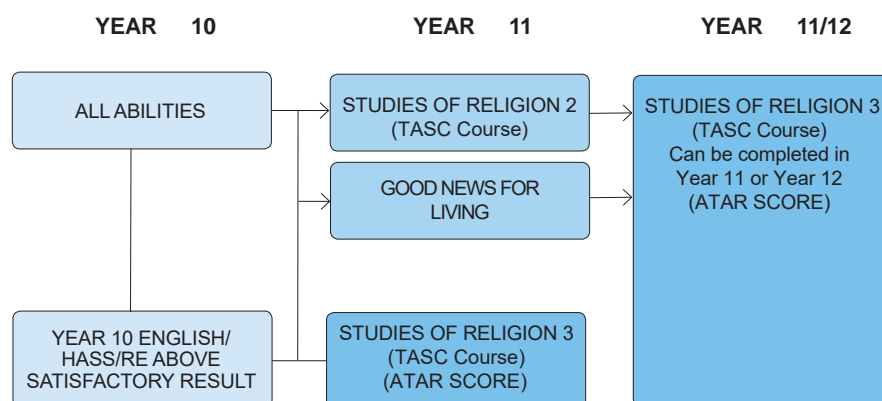 YEAR 10
YEAR 11
YEAR 11/12
ALL ABILITIES
STUDIES OF RELIGION 2
(TASC Course)
STUDIES OF RELIGION 3
(TASC Course)
Can be completed in
Year 11 or Year 12
(ATAR SCORE)
GOOD NEWS FOR
LIVING
YEAR 10 ENGLISH/
HASS/RE ABOVE
SATISFACTORY RESULT
STUDIES OF RELIGION 3
(TASC Course)
(ATAR SCORE)